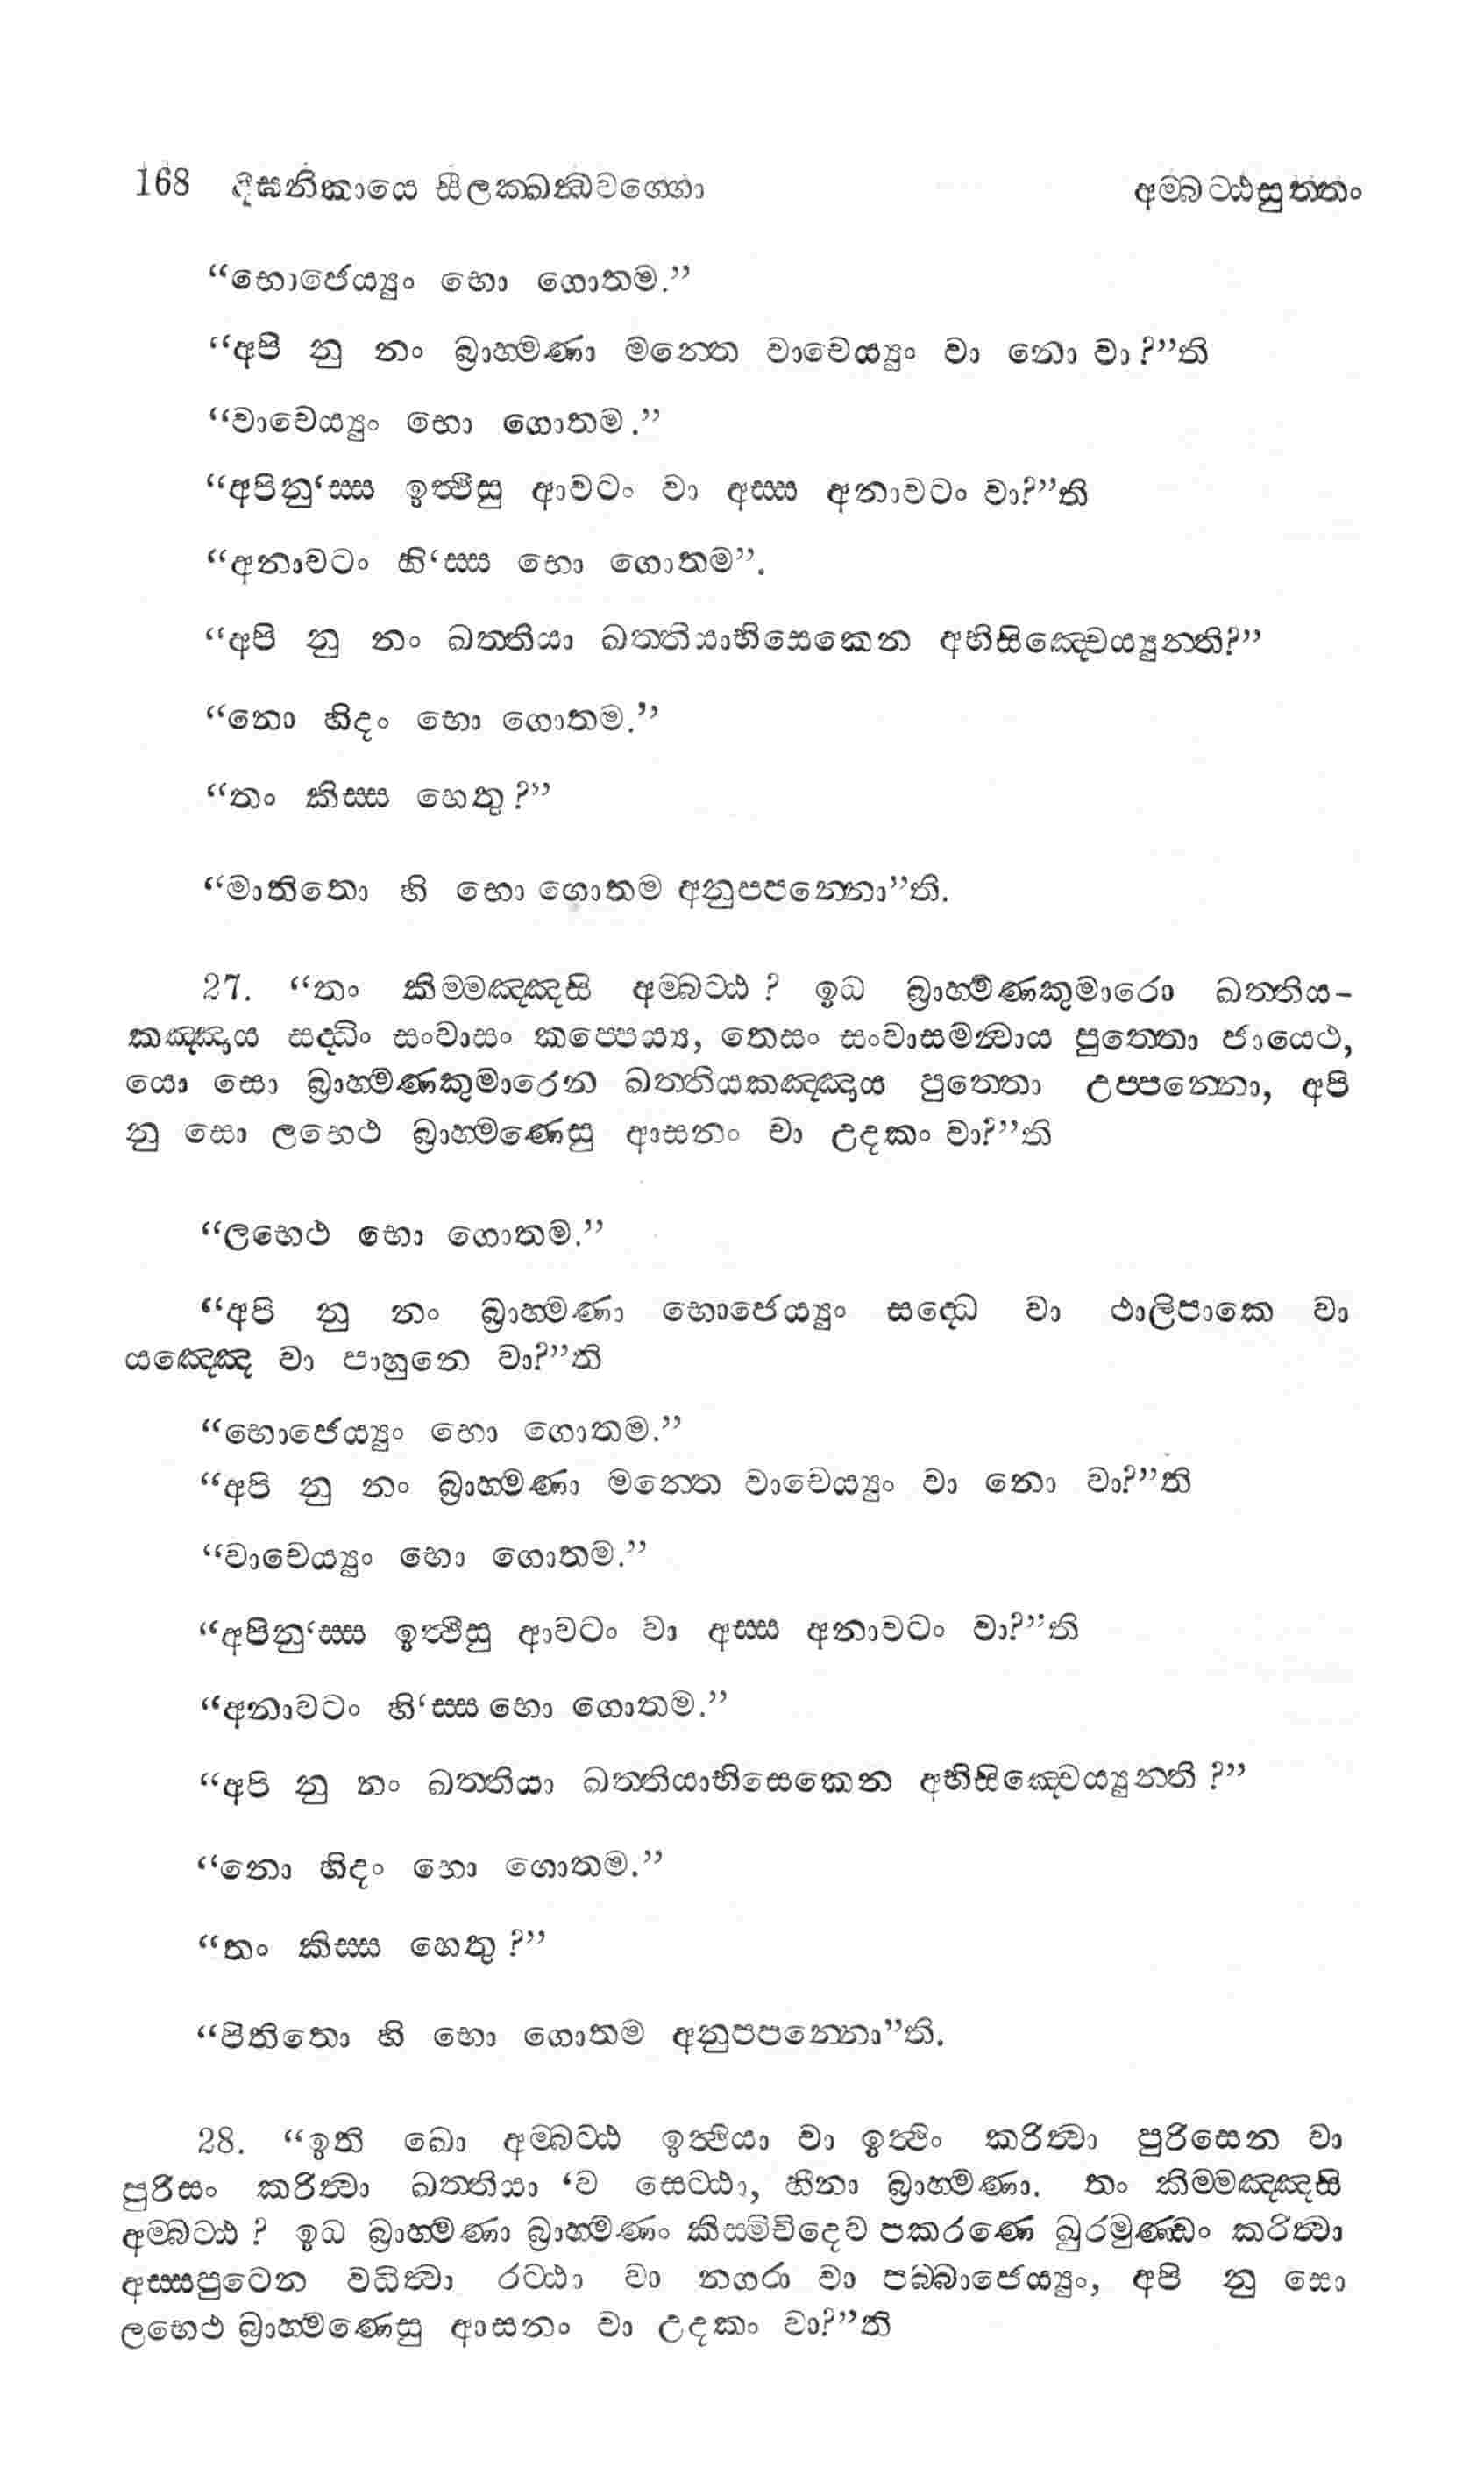 168 දීඝනිකායෙ සීලක්ඛන්ධවග්ගො අම්බට්ඨසුත්තං
“භොජෙය්‍යුං භො ගොතම.”
“අපි නු නං බ්‍රාහ්මණා මන්තෙ වාචෙය්‍යුං වා නො වා?”ති
“වාචෙය්‍යුං භො ගොතම.”
“අපිනු‘ස්ස ඉත්ථීසු ආවටං වා අස්ස අනාවටං වා?”ති
“අනාවටං හි‘ස්ස භො ගොතම”.
“අපි නු නං ඛත්තියා ඛත්තියාභිසෙකෙන අභිසිඤ්චෙය්‍යුන්ති?”
“නො හිදං භො ගොතම.”
“තං කිස්ස හෙතු?”
“මාතිතො හි භො ගොතම අනුපපන්නො”ති.
27. “තං කිම්මඤ්ඤසි අම්බට්ඨ? ඉධ බ්‍රාහ්මණකුමාරො ඛත්තිය-
කඤ්ඤාය සද්ධිං සංවාසං කප්පෙය්‍ය, තෙසං සංවාසමන්වාය පුත්තො ජායෙථ,
යො සො බ්‍රාහ්මණකුමාරෙන ඛත්තියකඤ්ඤාය පුත්තො උප්පන්නො, අපි
නු සො ලභෙථ බ්‍රාහ්මණෙසු ආසනං වා උදකං වා?”ති
“ලභෙථ භො ගොතම.”
“අපි නු නං බ්‍රාහ්මණා භොජෙය්‍යුං සද්ධෙ වා ථාලිපාකෙ වා
යඤ්ඤෙ වා පාහුනෙ වා?”ති
“භොජෙය්‍යුං භො ගොතම.”
“අපි නු නං බ්‍රාහ්මණා මන්තෙ වාචෙය්‍යුං වා නො වා?”ති
“වාචෙය්‍යුං භො ගොතම.”
“අපිනු‘ස්ස ඉත්ථීසු ආවටං වා අස්ස අනාවටං වා?”ති
“අනාවටං හි‘ස්ස භො ගොතම.”
“අපි නු නං ඛත්තියා ඛත්තියාභිසෙකෙන අභිසිඤ්චෙය්‍යුන්ති?”
“නො හිදං භො ගොතම.”
“තං කිස්ස හෙතු?”
“පිතිතො හි භො ගොතම අනුපපන්නො”ති.
28. “ඉති ඛො අම්බට්ඨ ඉත්ථියා වා ඉත්ථිං කරිත්වා පුරිසෙන වා
පුරිසං කරිත්වා ඛත්තියා ‘ව සෙට්ඨා, හීනා බ්‍රාහ්මණා. තං කිම්මඤ්ඤසි
අම්බට්ඨ? ඉධ බ්‍රාහ්මණා බ්‍රාහ්මණං කිස්මිචිදෙව පකරණෙ ඛුරමුණ්ඩං කරිත්වා
අස්සපුටෙන වධිත්වා රට්ඨා වා නගරා වා පබ්බාජෙය්‍යුං, අපි නු සො
ලභෙථ බ්‍රාහ්මණෙසු ආසනං වා උදකං වා?”ති